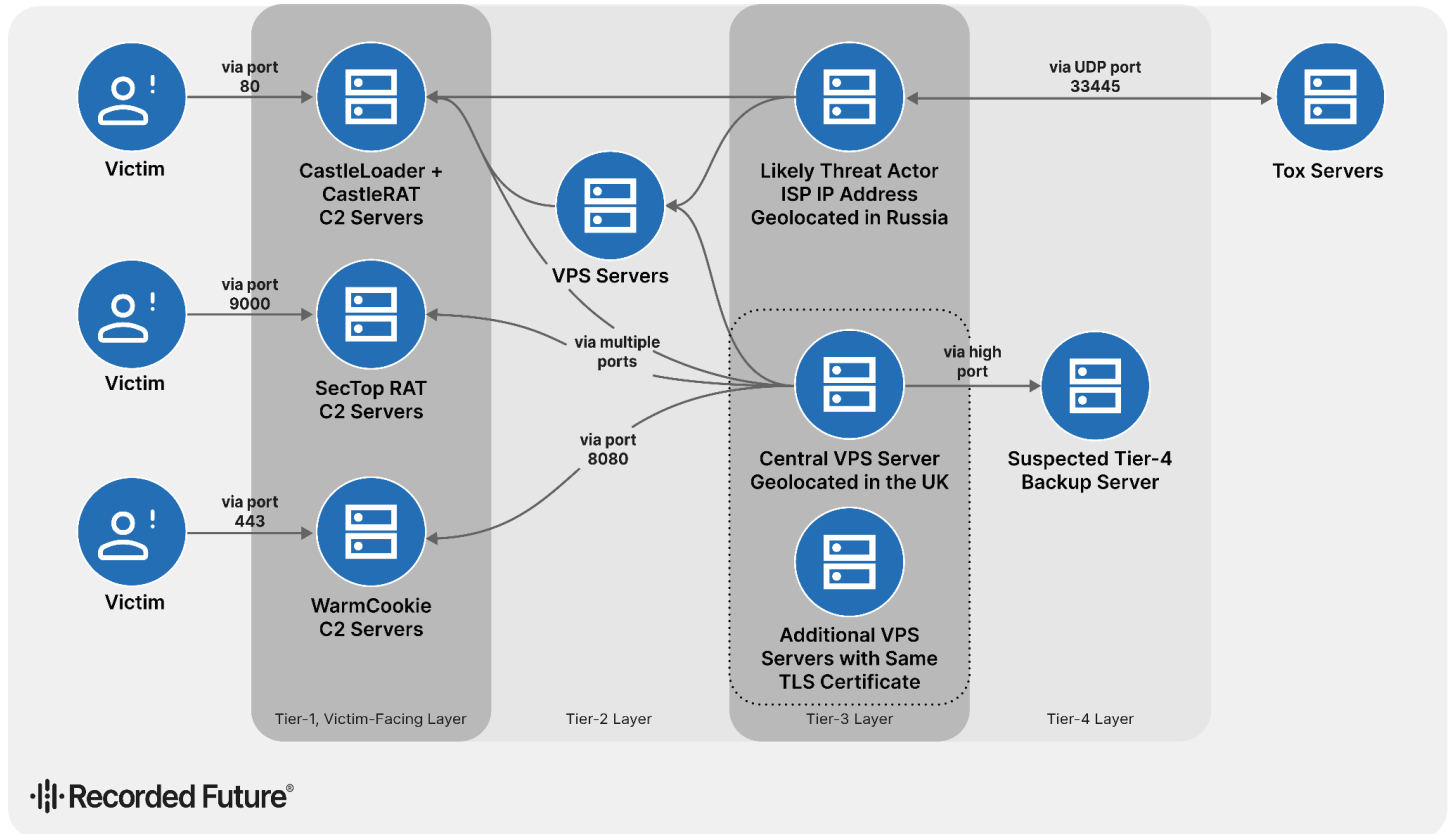 via port
80
Victim
CastleLoader +
CastleRAT
C2 Servers
VPS Servers
Likely Threat Actor
ISP IP Address
Geolocated in Russia
via UDP port
33445
Tox Servers
via port
9000
Victim
SecTop RAT
C2 Servers
via multiple
ports
Central VPS Server
Geolocated in the UK
via high
port
Suspected Tier-4
Backup Server
via port
443
Victim
WarmCookie
C2 Servers
via port
8080
Additional VPS
Servers with Same
TLS Certificate
Tier-1, Victim-Facing Layer
Tier-2 Layer
Tier-3 Layer
Tier-4 Layer
Recorded Future®